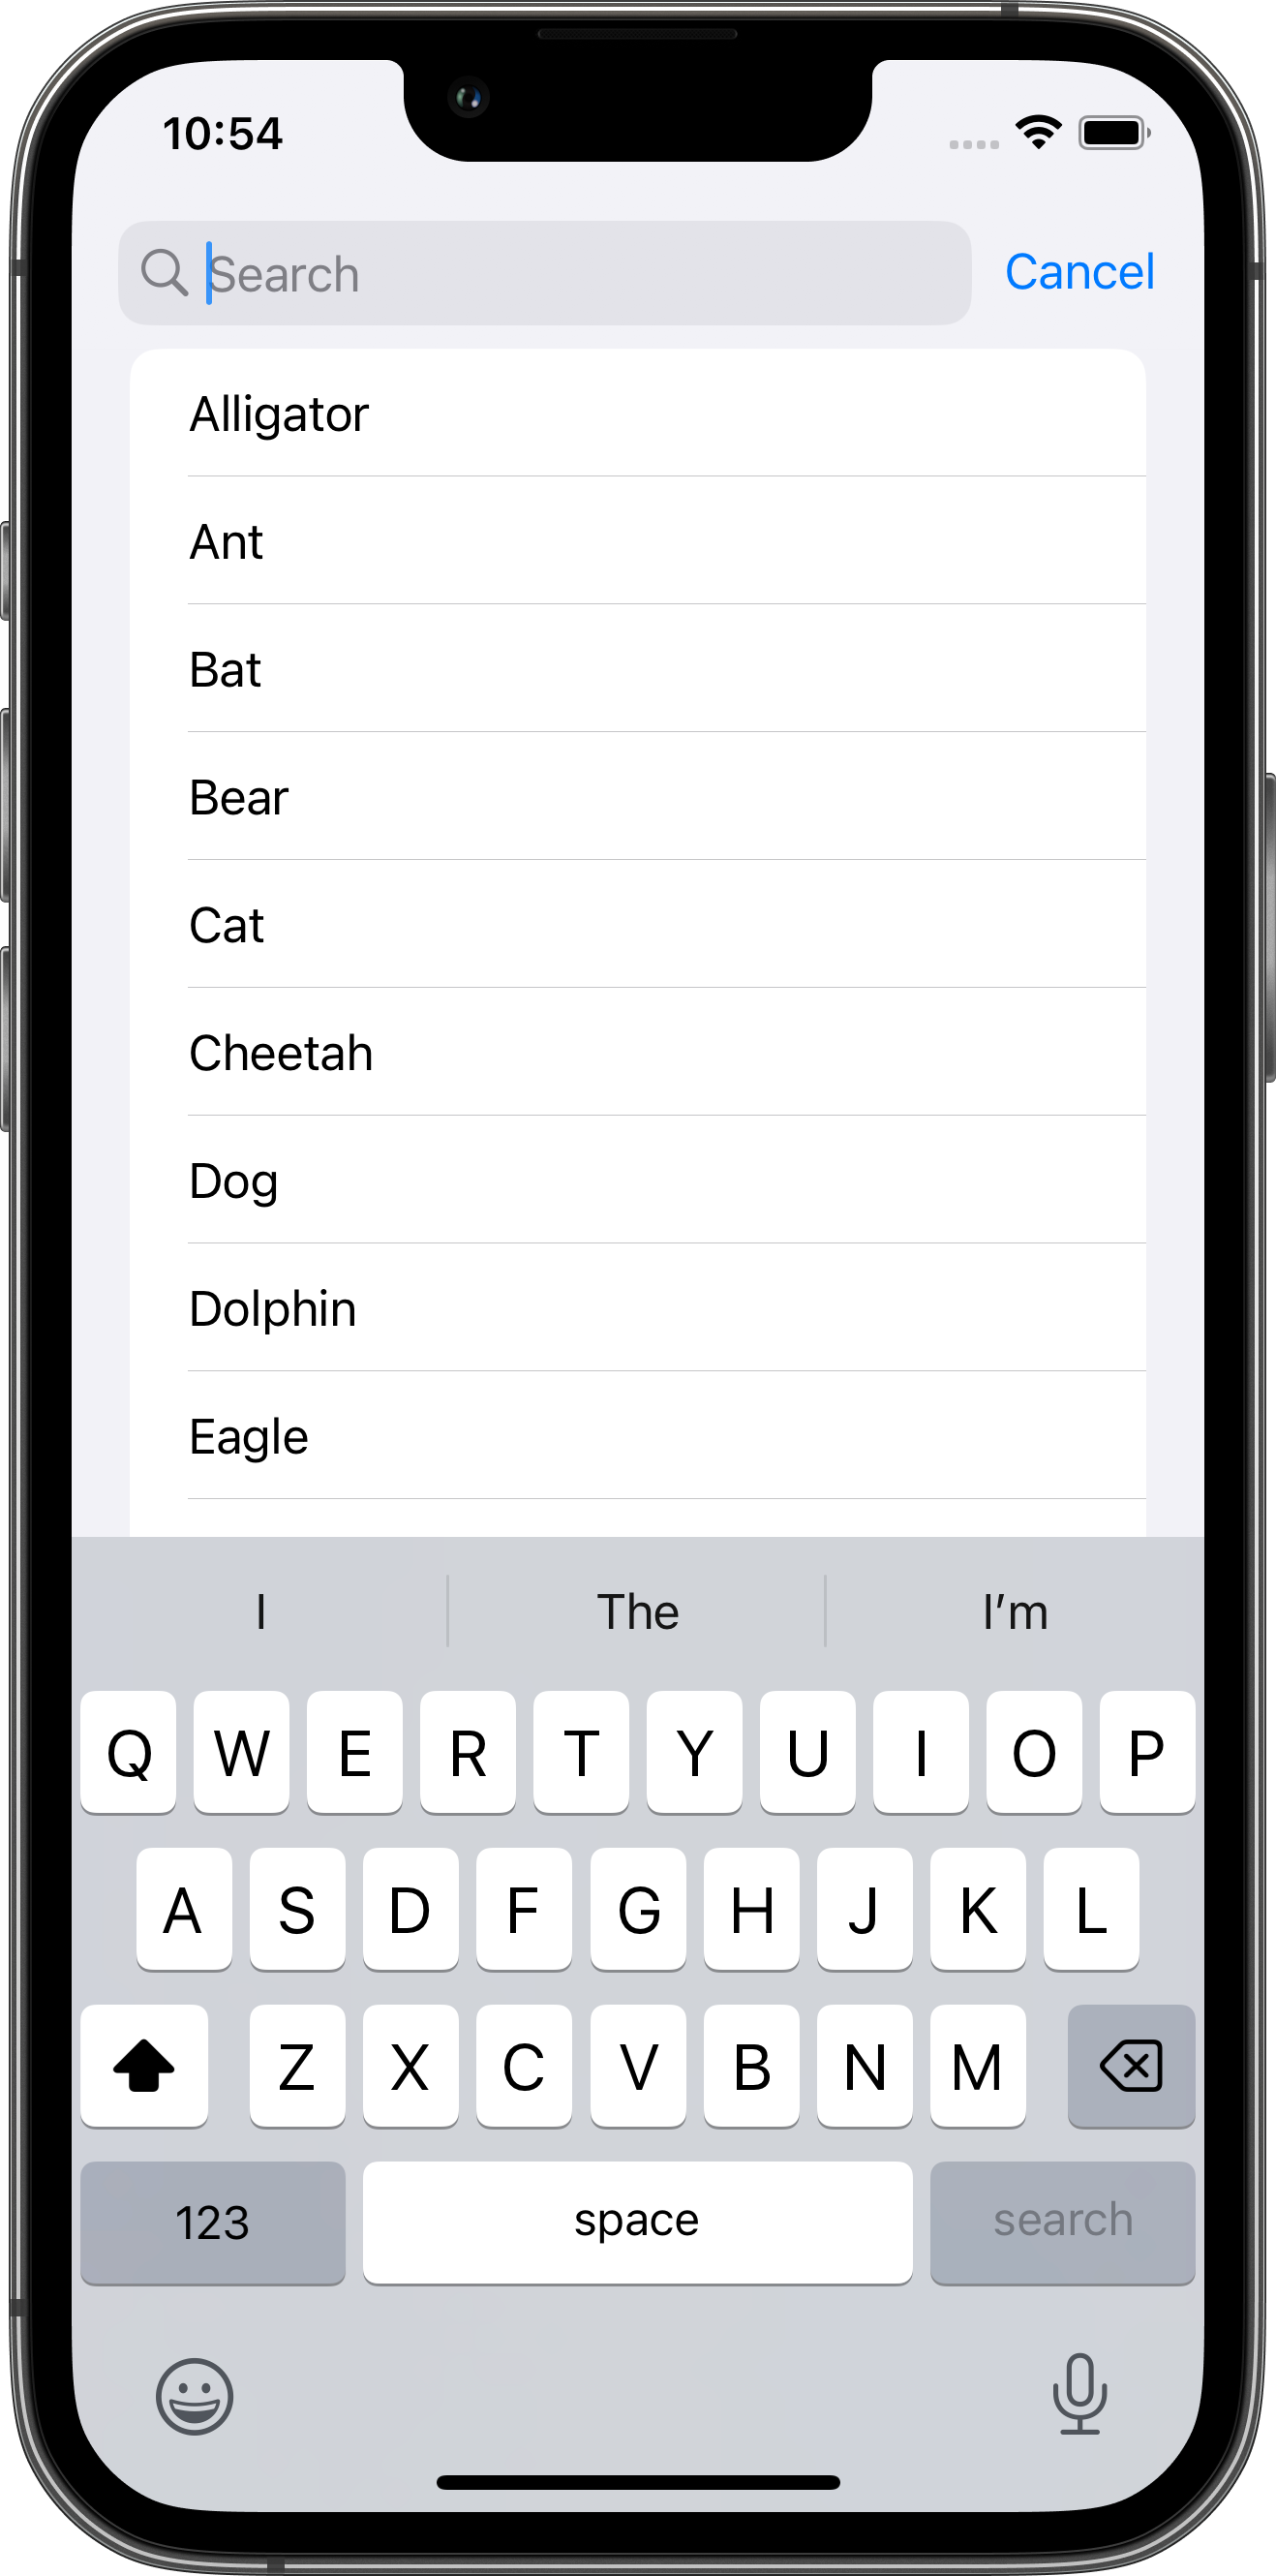 10:54
Search Cancel
Alligator
Ant
Bat
Bear
Cat
Cheetah
Dog
Dolphin
Eagle
I The I’m
Q W E R T Y U I O P
A S D F G H J K L
Z X C V B N M
123 space search